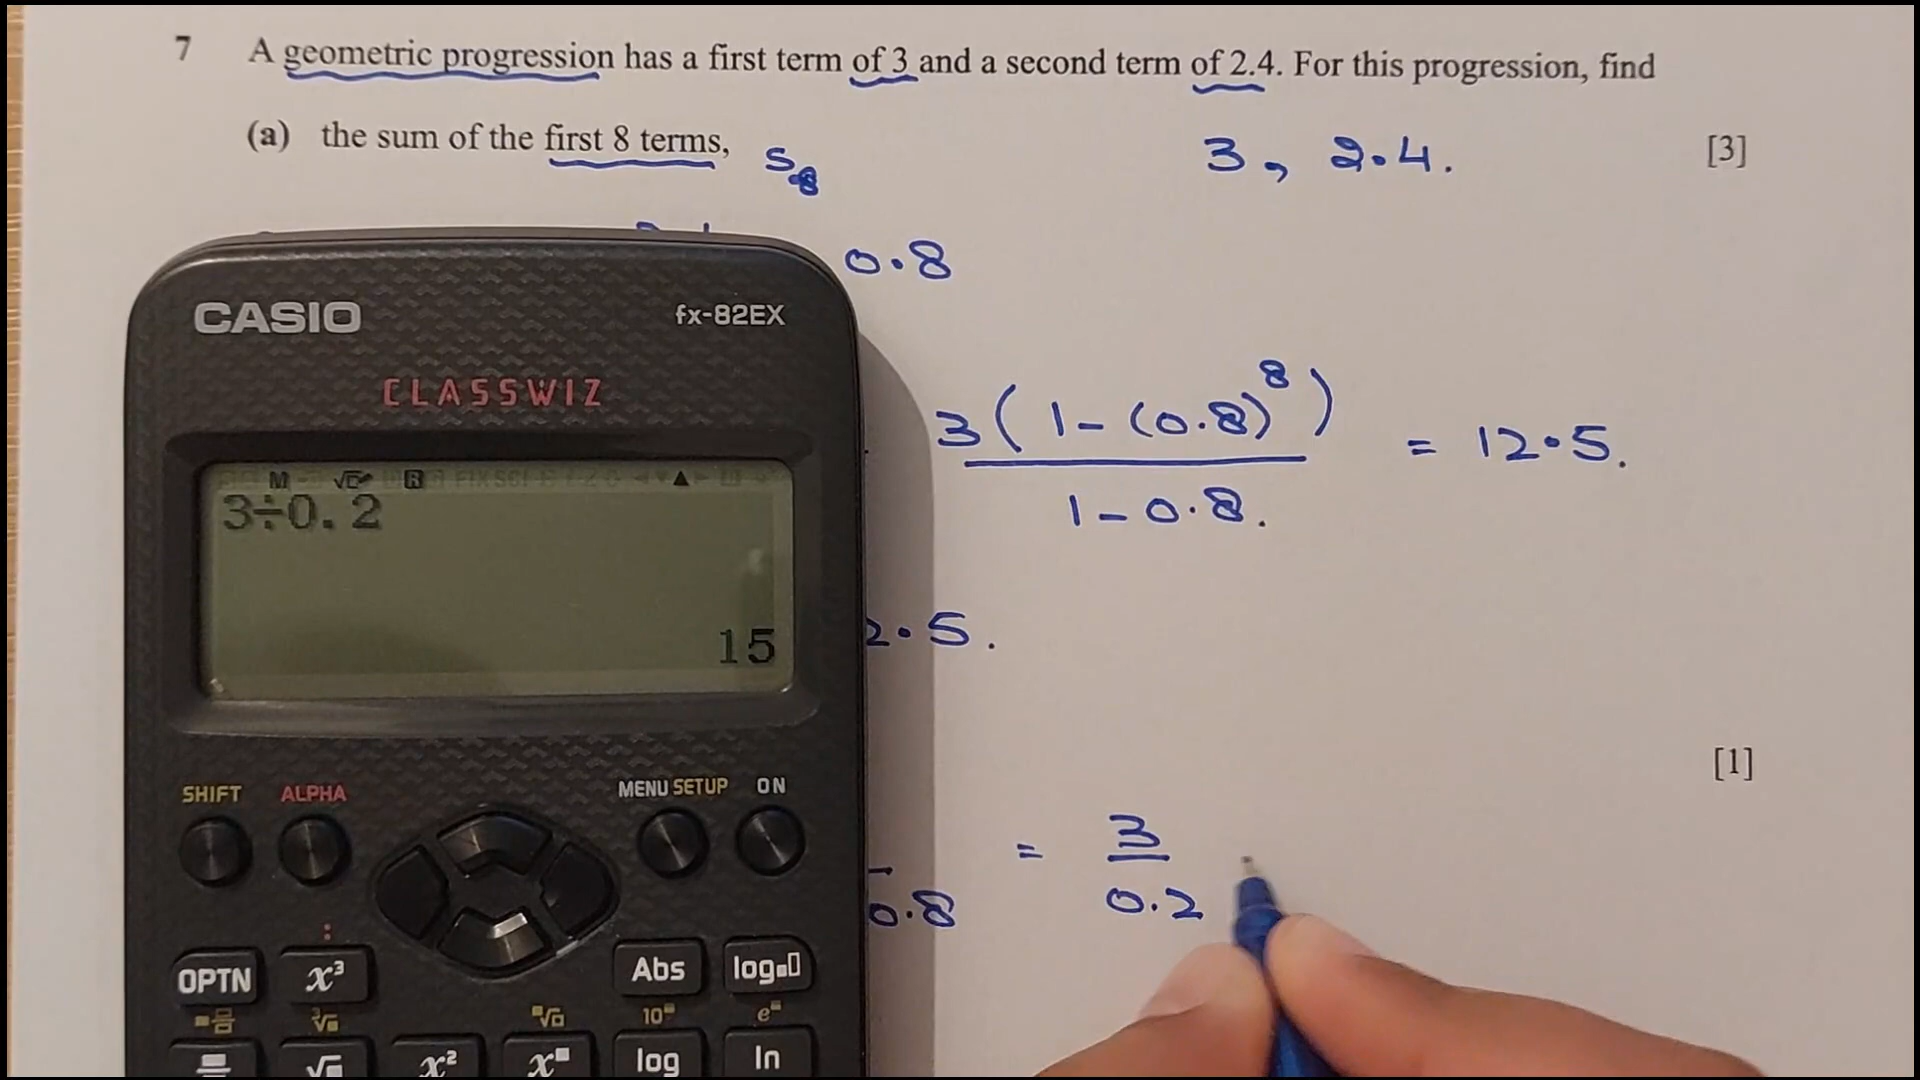 7 A geometric progression has a first term of 3 and a second term of 2.4. For this progression, find
(a) the sum of the first 8 terms, S8 3, 2.4. [3]
0.8
CASIO fx-82EX
CLASSWIZ
3(1-(0.8)^8) = 12.5.
1-0.8.
M √ R
3÷0.2
15
2.5.
[1]
SHIFT ALPHA MENU SETUP ON
= 3
0.8 0.2
:
OPTN x³ Abs log
10■ e■
x² x■ log ln